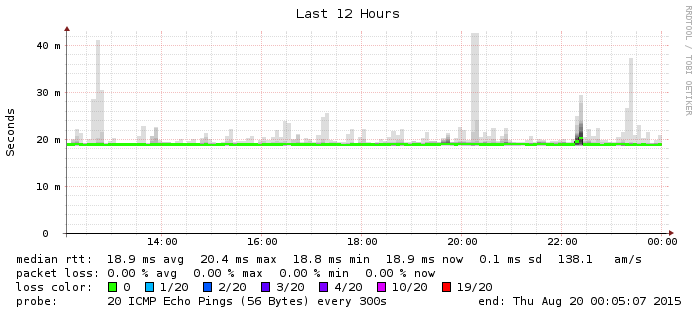 Last 12 Hours
RRDTOOL / TOBI OETIKER
Seconds
40 m
30 m
20 m
10 m
0
14:00 16:00 18:00 20:00 22:00 00:00
median rtt: 18.9 ms avg 20.4 ms max 18.8 ms min 18.9 ms now 0.1 ms sd 138.1 am/s
packet loss: 0.00 % avg 0.00 % max 0.00 % min 0.00 % now
loss color: 0 1/20 2/20 3/20 4/20 10/20 19/20
probe: 20 ICMP Echo Pings (56 Bytes) every 300s end: Thu Aug 20 00:05:07 2015